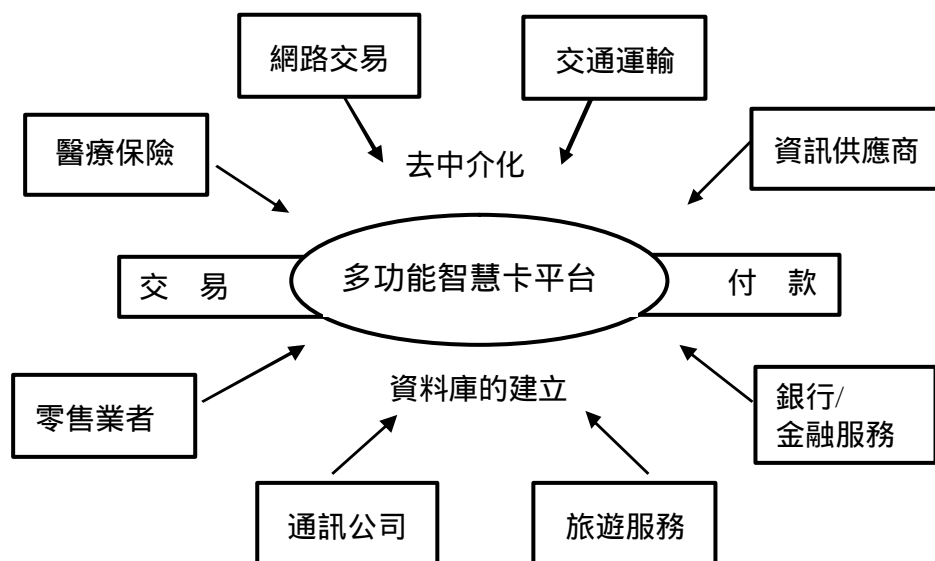 網路交易
交通運輸
醫療保險
去中介化
資訊供應商
交 易
多功能智慧卡平台
付 款
零售業者
資料庫的建立
銀行/
金融服務
通訊公司
旅遊服務